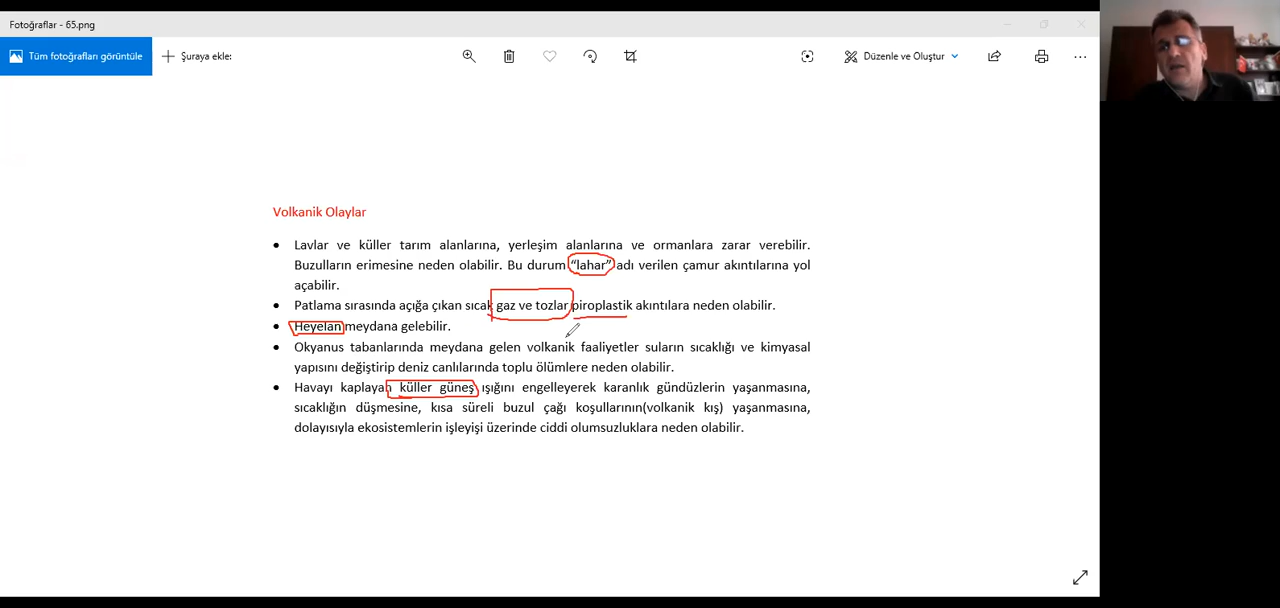 Fotoğraflar - 65.png
Tüm fotoğrafları görüntüle
Şuraya ekle:
Düzenle ve Oluştur
Volkanik Olaylar
• Lavlar ve küller tarım alanlarına, yerleşim alanlarına ve ormanlara zarar verebilir.
Buzulların erimesine neden olabilir. Bu durum “lahar” adı verilen çamur akıntılarına yol
açabilir.
• Patlama sırasında açığa çıkan sıcak gaz ve tozlar piroplastik akıntılara neden olabilir.
• Heyelan meydana gelebilir.
• Okyanus tabanlarında meydana gelen volkanik faaliyetler suların sıcaklığı ve kimyasal
yapısını değiştirip deniz canlılarında toplu ölümlere neden olabilir.
• Havayı kaplayan küller güneş ışığını engelleyerek karanlık gündüzlerin yaşanmasına,
sıcaklığın düşmesine, kısa süreli buzul çağı koşullarının(volkanik kış) yaşanmasına,
dolayısıyla ekosistemlerin işleyişi üzerinde ciddi olumsuzluklara neden olabilir.